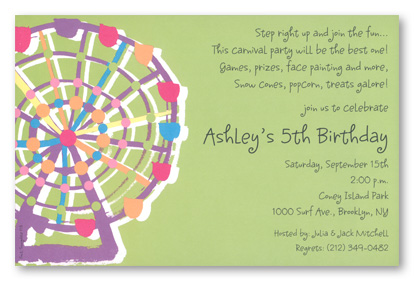 Step right up and join the fun...
This carnival party will be the best one!
Games, prizes, face painting and more,
Snow cones, popcorn, treats galore!
join us to celebrate
Ashley's 5th Birthday
Saturday, September 15th
2:00 p.m.
Coney Island Park
1000 Surf Ave., Brooklyn, NY
Hosted by: Julia & Jack Mitchell
Regrets: (212) 349-0482